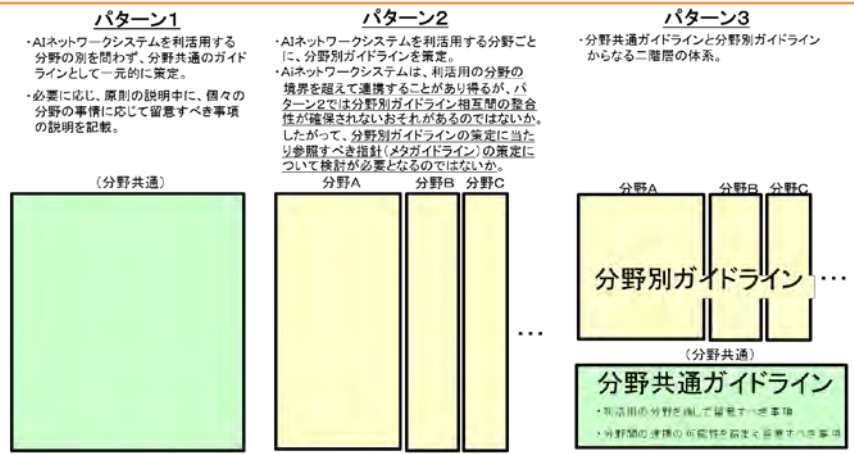 パターン1
・AIネットワークシステムを利活用する
分野の別を問わず、分野共通のガイド
ラインとして一元的に策定。
・必要に応じ、原則の説明中に、個々の
分野の事情に応じて留意すべき事項
の説明を記載。
(分野共通)
パターン2
・AIネットワークシステムを利活用する分野ごと
に、分野別ガイドラインを策定。
・AiネットワークシステムIは、利活用の分野の
境界を超えて連携することがあり得るが、パ
ターン2では分野別ガイドライン相互間の整合
性が確保されないおそれがあるのではないか。
したがって、分野別ガイドラインの策定に当た
り参照すべき指針(メタガイドライン)の策定に
ついて検討が必要となるのではないか。
分野A 分野B 分野C
…
パターン3
・分野共通ガイドラインと分野別ガイドライン
からなる二階層の体系。
分野A 分野B 分野C
分野別ガイドライン …
(分野共通)
分野共通ガイドライン
・利活用の分野を通じて留意すべき事項
・分野間の連携の可能性を踏まえ留意すべき事項